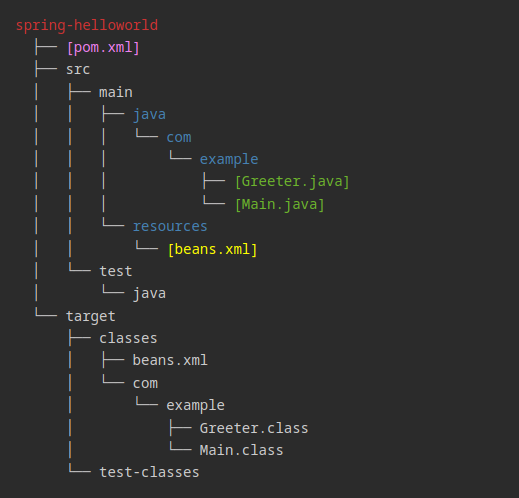 spring-helloworld
├── [pom.xml]
├── src
│   ├── main
│   │   ├── java
│   │   │   └── com
│   │   │       └── example
│   │   │           ├── [Greeter.java]
│   │   │           └── [Main.java]
│   │   └── resources
│   │       └── [beans.xml]
│   └── test
│       └── java
└── target
    ├── classes
    │   ├── beans.xml
    │   └── com
    │       └── example
    │           ├── Greeter.class
    │           └── Main.class
    └── test-classes